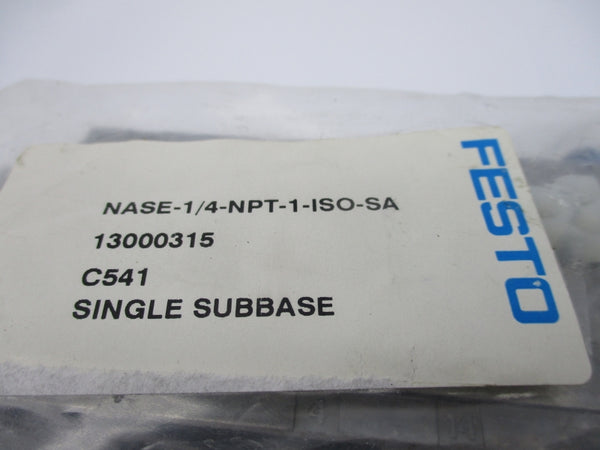 NASE-1/4-NPT-1-ISO-SA
13000315
C541
SINGLE SUBBASE
FESTO